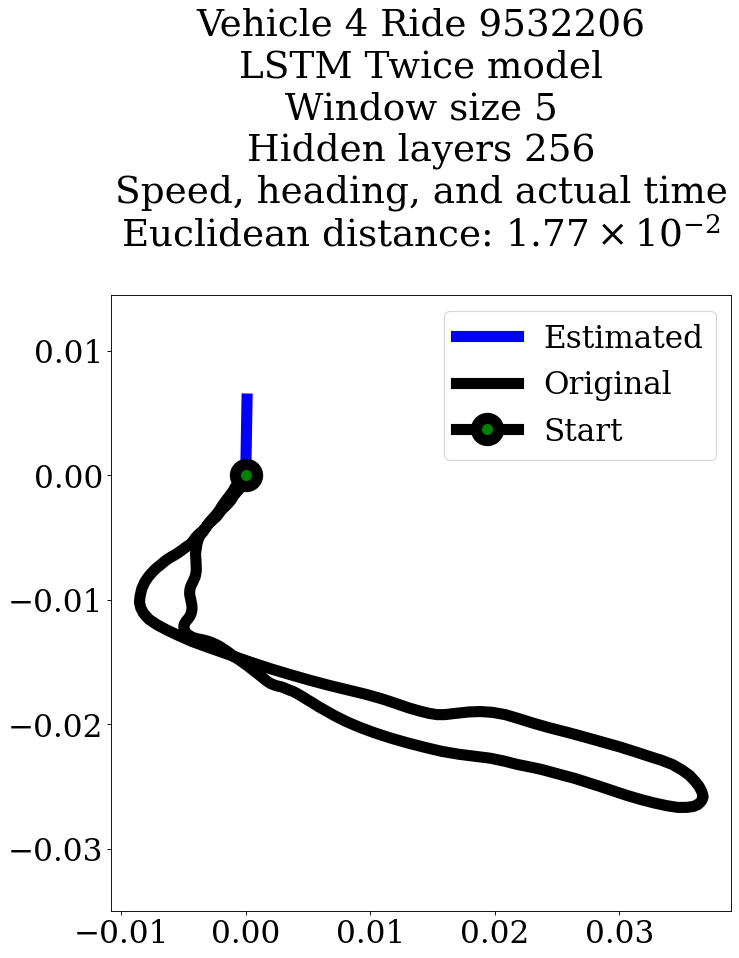 Vehicle 4 Ride 9532206
LSTM Twice model
Window size 5
Hidden layers 256
Speed, heading, and actual time
Euclidean distance: 1.77 × 10⁻²
Estimated
Original
Start
0.01
0.00
−0.01
−0.02
−0.03
−0.01 0.00 0.01 0.02 0.03